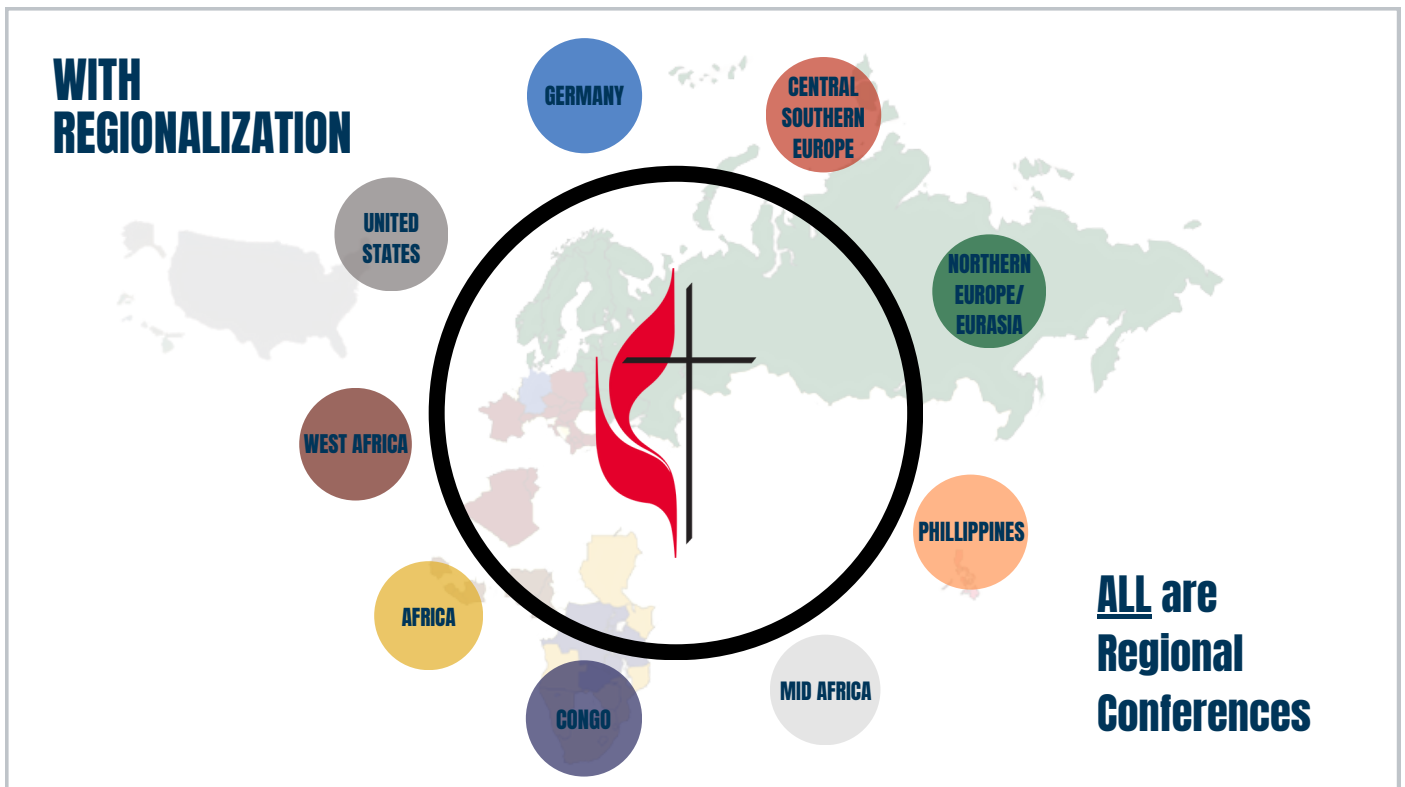 WITH
REGIONALIZATION
GERMANY
CENTRAL
SOUTHERN
EUROPE
UNITED
STATES
NORTHERN
EUROPE/
EURASIA
WEST AFRICA
PHILLIPPINES
AFRICA
MID AFRICA
CONGO
ALL are
Regional
Conferences